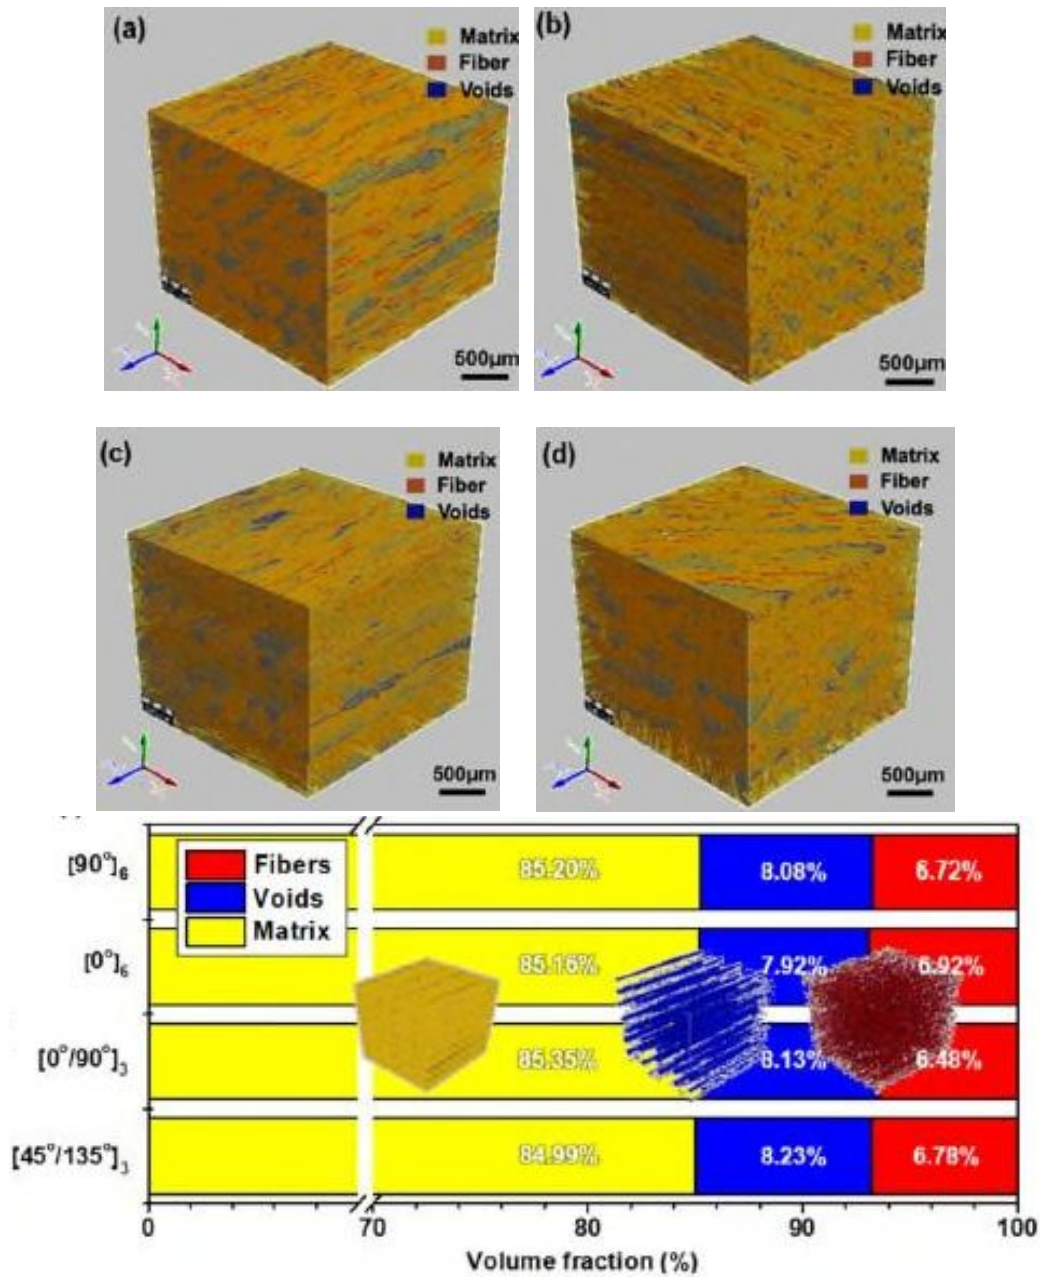 (a)
Matrix
Fiber
Voids
500µm
(b)
Matrix
Fiber
Voids
500µm
(c)
Matrix
Fiber
Voids
500µm
(d)
Matrix
Fiber
Voids
500µm
Fibers
Voids
Matrix
[90°]6 85.20% 8.08% 6.72%
[0°]6 85.16% 7.92% 6.92%
[0°/90°]3 85.35% 8.13% 6.48%
[45°/135°]3 84.99% 8.23% 6.78%
0 70 80 90 100
Volume fraction (%)